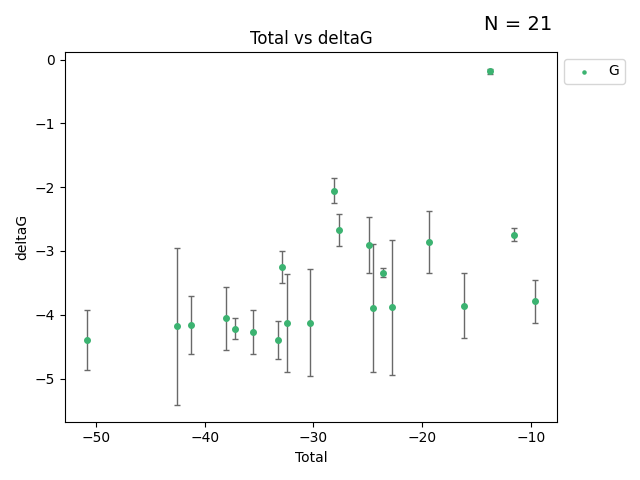 N = 21
Total vs deltaG
G
deltaG
0
−1
−2
−3
−4
−5
−50 −40 −30 −20 −10
Total